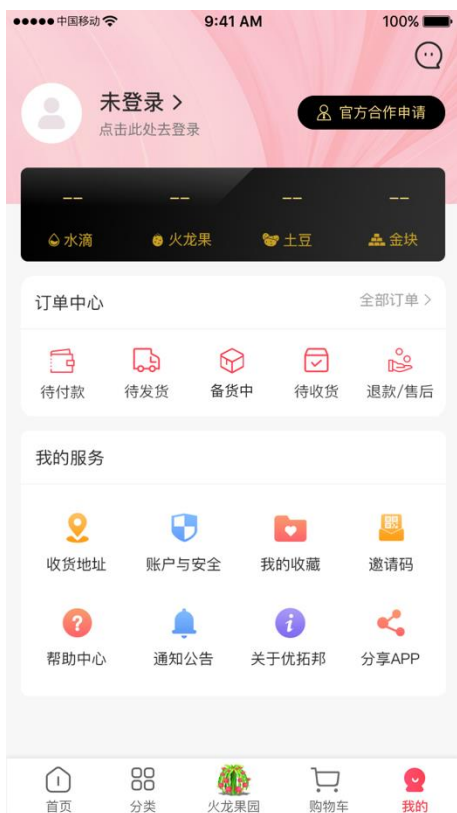 中国移动 9:41 AM 100%
未登录 >
点击此处去登录
官方合作申请
-- -- -- --
水滴 火龙果 土豆 金块
订单中心 全部订单 >
待付款 待发货 备货中 待收货 退款/售后
我的服务
收货地址 账户与安全 我的收藏 邀请码
帮助中心 通知公告 关于优拓邦 分享APP
首页 分类 火龙果园 购物车 我的